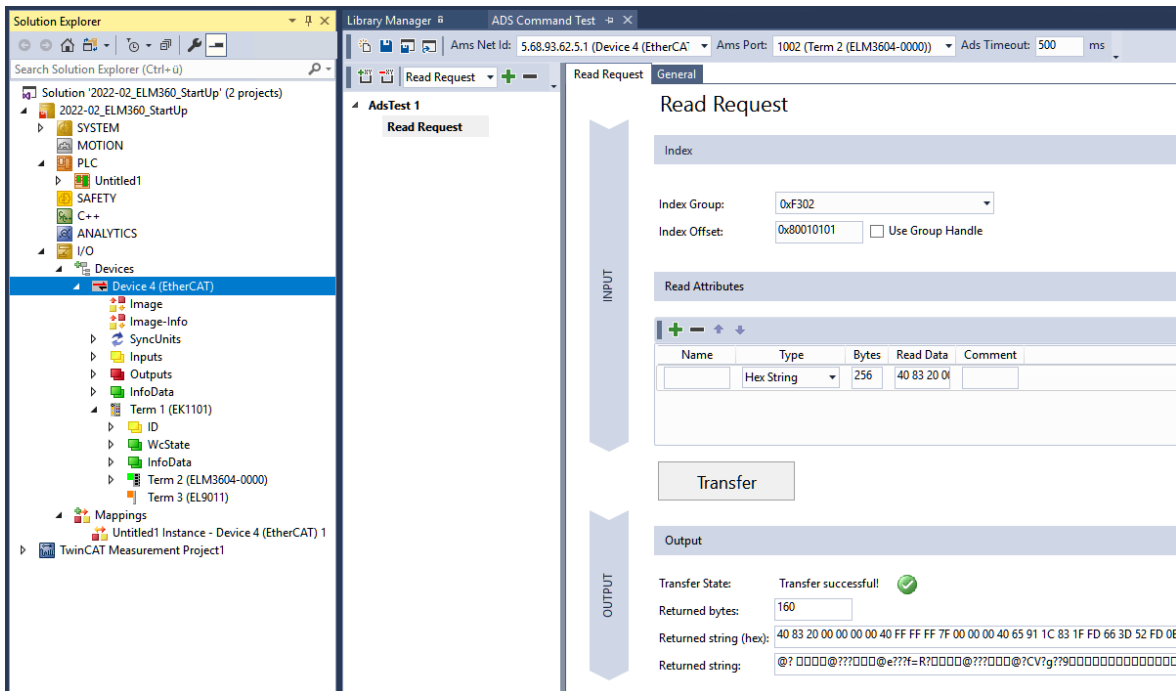 Solution Explorer
Search Solution Explorer (Ctrl+ü)
Solution '2022-02_ELM360_StartUp' (2 projects)
2022-02_ELM360_StartUp
SYSTEM
MOTION
PLC
Untitled1
SAFETY
C++
ANALYTICS
I/O
Devices
Device 4 (EtherCAT)
Image
Image-Info
SyncUnits
Inputs
Outputs
InfoData
Term 1 (EK1101)
ID
WcState
InfoData
Term 2 (ELM3604-0000)
Term 3 (EL9011)
Mappings
Untitled1 Instance - Device 4 (EtherCAT) 1
TwinCAT Measurement Project1
Library Manager
ADS Command Test
Ams Net Id: 5.68.93.62.5.1 (Device 4 (EtherCAT Ams Port: 1002 (Term 2 (ELM3604-0000)) Ads Timeout: 500 ms
Read Request
AdsTest 1
Read Request
Read Request General
Read Request
INPUT
Index
Index Group: 0xF302
Index Offset: 0x80010101 Use Group Handle
Read Attributes
Name Type Bytes Read Data Comment
Hex String 256 40 83 20 00
Transfer
OUTPUT
Output
Transfer State: Transfer successful!
Returned bytes: 160
Returned string (hex): 40 83 20 00 00 00 00 40 FF FF FF 7F 00 00 00 40 65 91 1C 83 1F FD 66 3D 52 FD 0E
Returned string: @? □□□□@???□□□@e???f=R?□□□□@???□□□@?CV?g??9□□□□□□□□□□□□□□